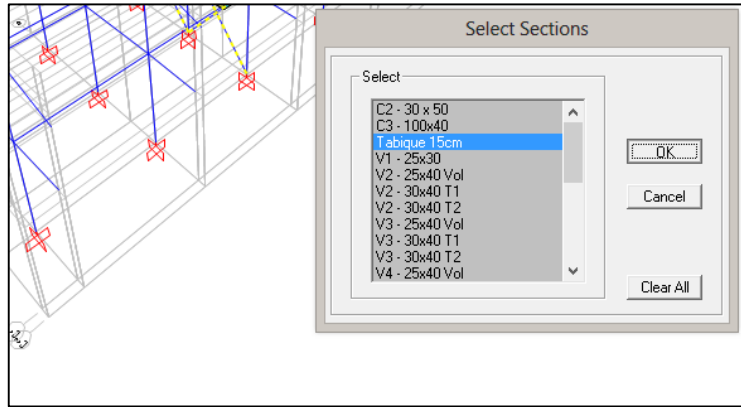 Select Sections
Select
C2 - 30 x 50
C3 - 100x40
Tabique 15cm
V1 - 25x30
V2 - 25x40 Vol
V2 - 30x40 T1
V2 - 30x40 T2
V3 - 25x40 Vol
V3 - 30x40 T1
V3 - 30x40 T2
V4 - 25x40 Vol
OK
Cancel
Clear All